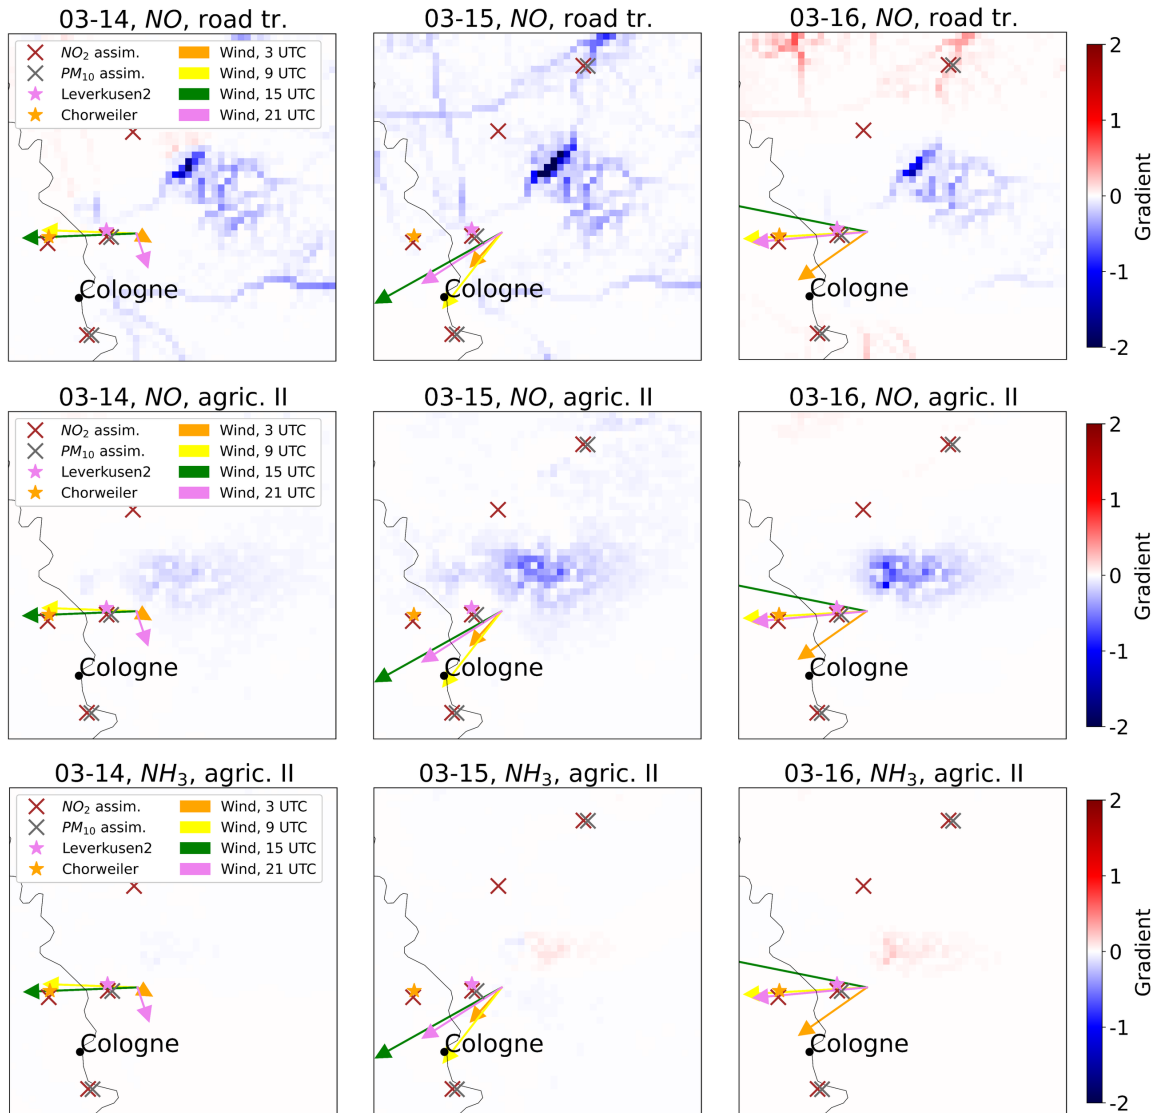 03-14, NO, road tr.
03-15, NO, road tr.
03-16, NO, road tr.
NO₂ assim.
PM₁₀ assim.
Leverkusen2
Chorweiler
Wind, 3 UTC
Wind, 9 UTC
Wind, 15 UTC
Wind, 21 UTC
Cologne
Cologne
Cologne
2
1
0
-1
-2
Gradient
03-14, NO, agric. II
03-15, NO, agric. II
03-16, NO, agric. II
NO₂ assim.
PM₁₀ assim.
Leverkusen2
Chorweiler
Wind, 3 UTC
Wind, 9 UTC
Wind, 15 UTC
Wind, 21 UTC
Cologne
Cologne
Cologne
2
1
0
-1
-2
Gradient
03-14, NH₃, agric. II
03-15, NH₃, agric. II
03-16, NH₃, agric. II
NO₂ assim.
PM₁₀ assim.
Leverkusen2
Chorweiler
Wind, 3 UTC
Wind, 9 UTC
Wind, 15 UTC
Wind, 21 UTC
Cologne
Cologne
Cologne
2
1
0
-1
-2
Gradient